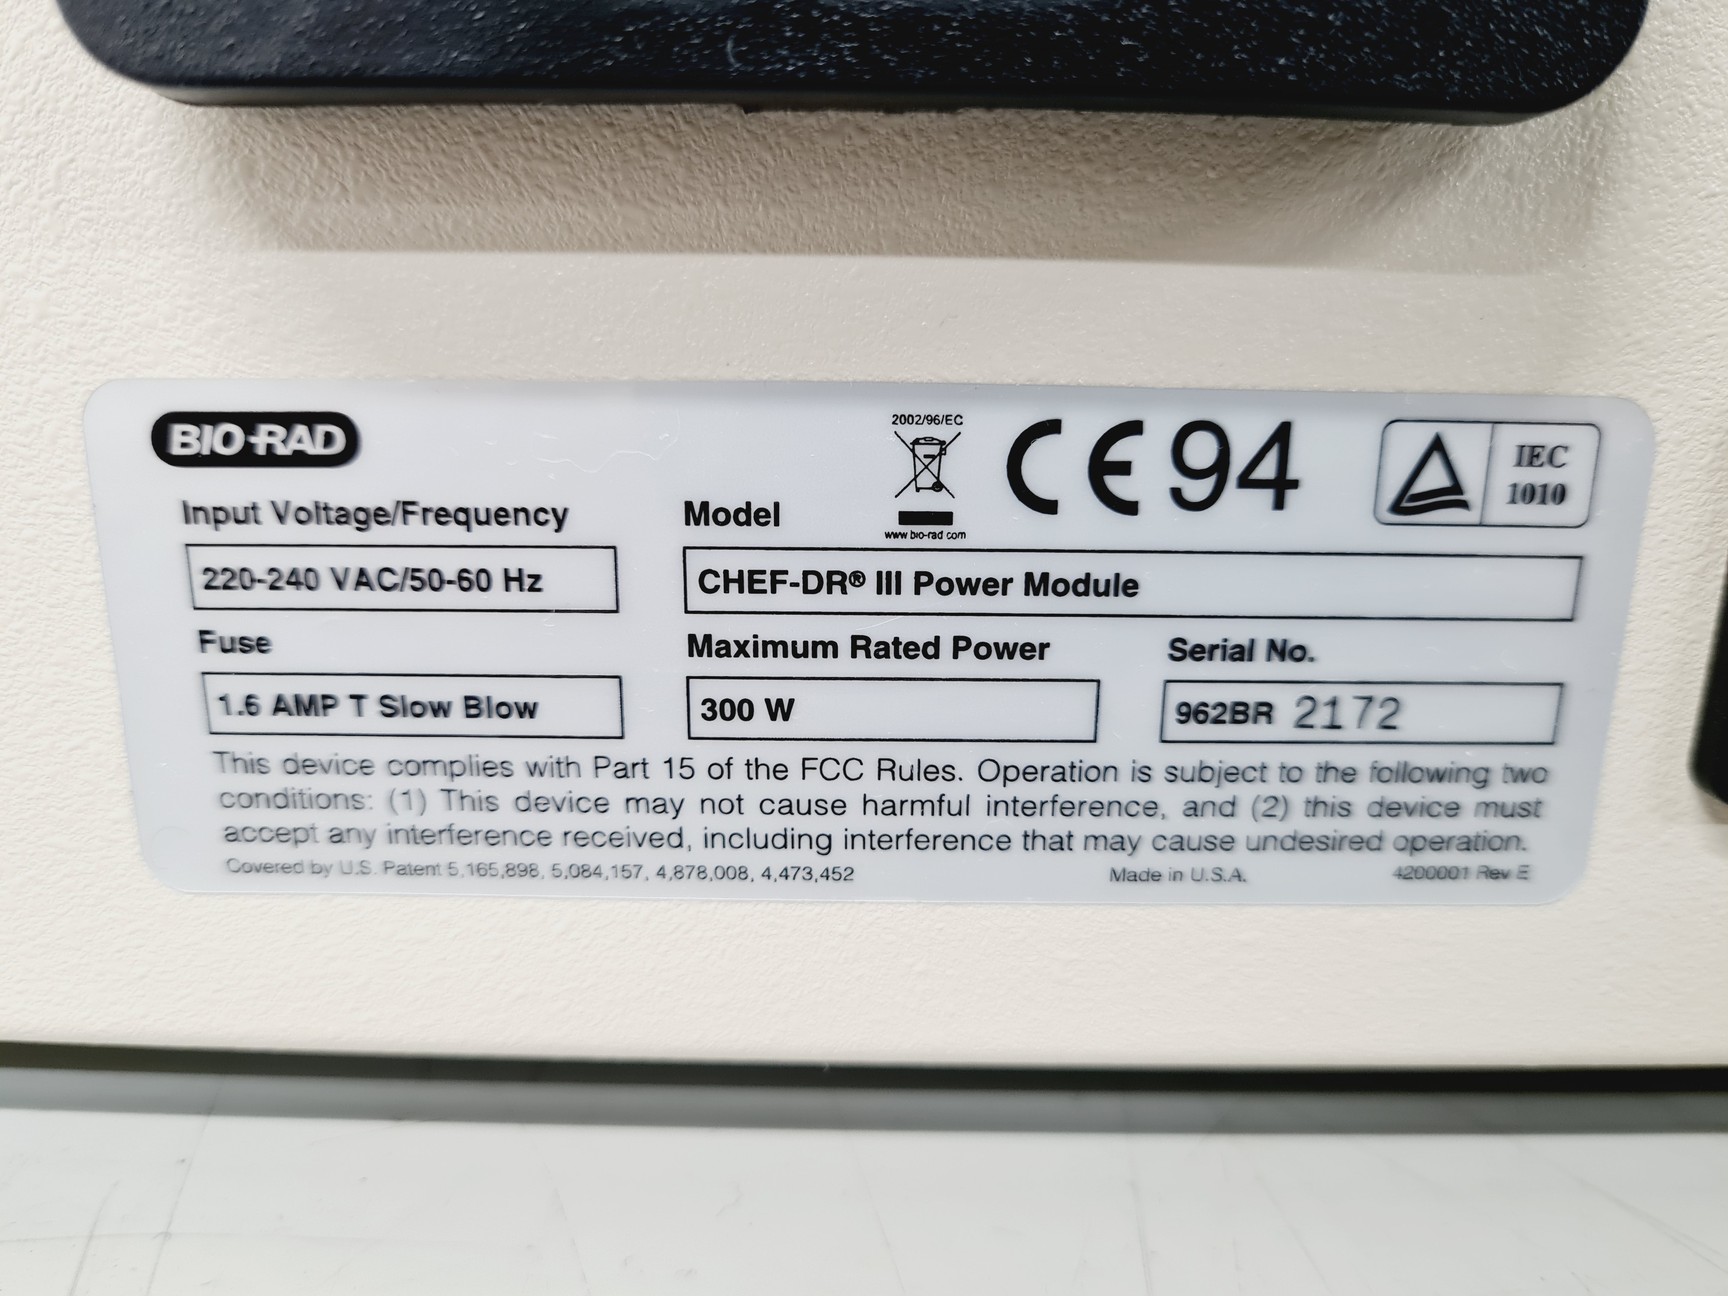 BIO-RAD
2002/96/EC
www.bio-rad.com
CE 94
IEC
1010
Input Voltage/Frequency
220-240 VAC/50-60 Hz
Model
CHEF-DR® III Power Module
Fuse
1.6 AMP T Slow Blow
Maximum Rated Power
300 W
Serial No.
962BR 2172
This device complies with Part 15 of the FCC Rules. Operation is subject to the following two
conditions: (1) This device may not cause harmful interference, and (2) this device must
accept any interference received, including interference that may cause undesired operation.
Covered by U.S. Patent 5,165,898, 5,084,157, 4,878,008, 4,473,452
Made in U.S.A.
4200001 Rev E